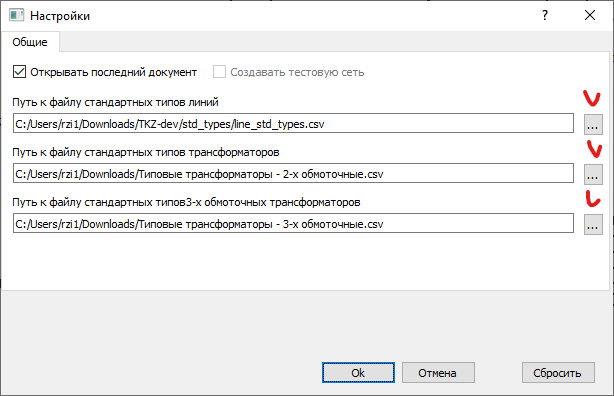 Настройки
?
Общие
Открывать последний документ
Создавать тестовую сеть
Путь к файлу стандартных типов линий
C:/Users/rzi1/Downloads/TKZ-dev/std_types/line_std_types.csv
...
Путь к файлу стандартных типов трансформаторов
C:/Users/rzi1/Downloads/Типовые трансформаторы - 2-х обмоточные.csv
...
Путь к файлу стандартных типов3-х обмоточных трансформаторов
C:/Users/rzi1/Downloads/Типовые трансформаторы - 3-х обмоточные.csv
...
Ok
Отмена
Сбросить